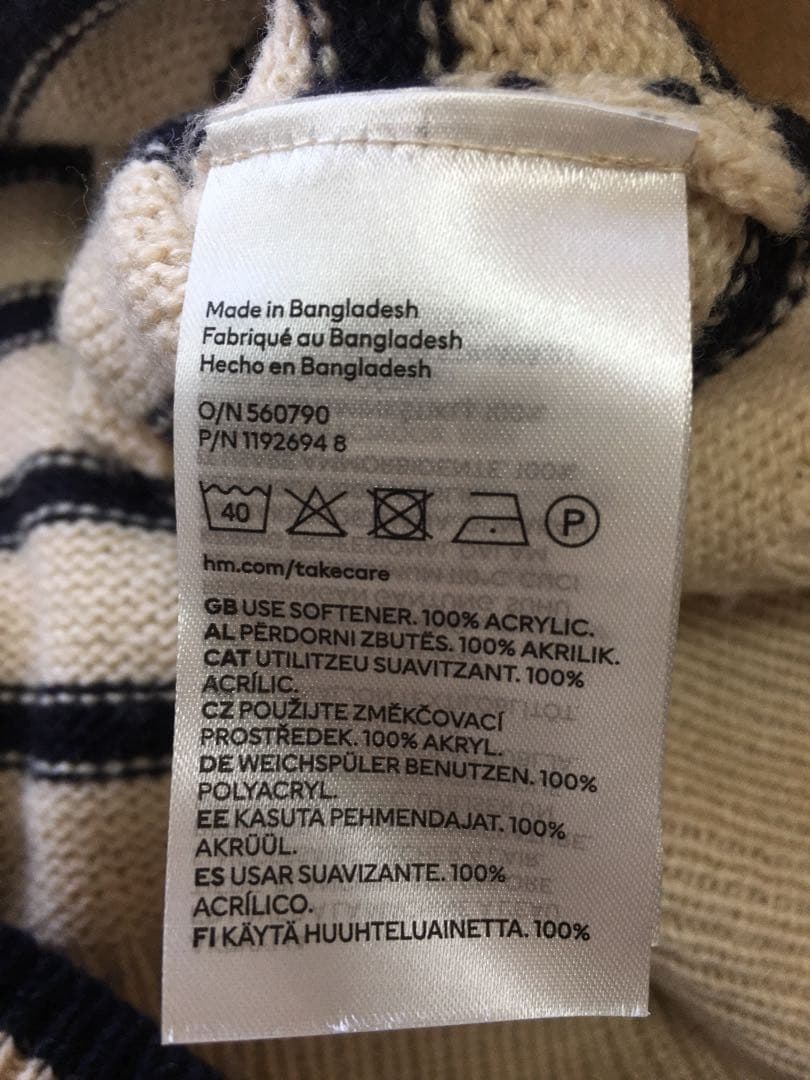 Made in Bangladesh
Fabriqué au Bangladesh
Hecho en Bangladesh
O/N 560790
P/N 1192694 8
40 P
hm.com/takecare
GB USE SOFTENER. 100% ACRYLIC.
AL PËRDORNI ZBUTËS. 100% AKRILIK.
CAT UTILITZEU SUAVITZANT. 100%
ACRÍLIC.
CZ POUŽIJTE ZMĚKČOVACÍ
PROSTŘEDEK. 100% AKRYL.
DE WEICHSPÜLER BENUTZEN. 100%
POLYACRYL.
EE KASUTA PEHMENDAJAT. 100%
AKRÜÜL.
ES USAR SUAVIZANTE. 100%
ACRÍLICO.
FI KÄYTÄ HUUHTELUAINETTA. 100%